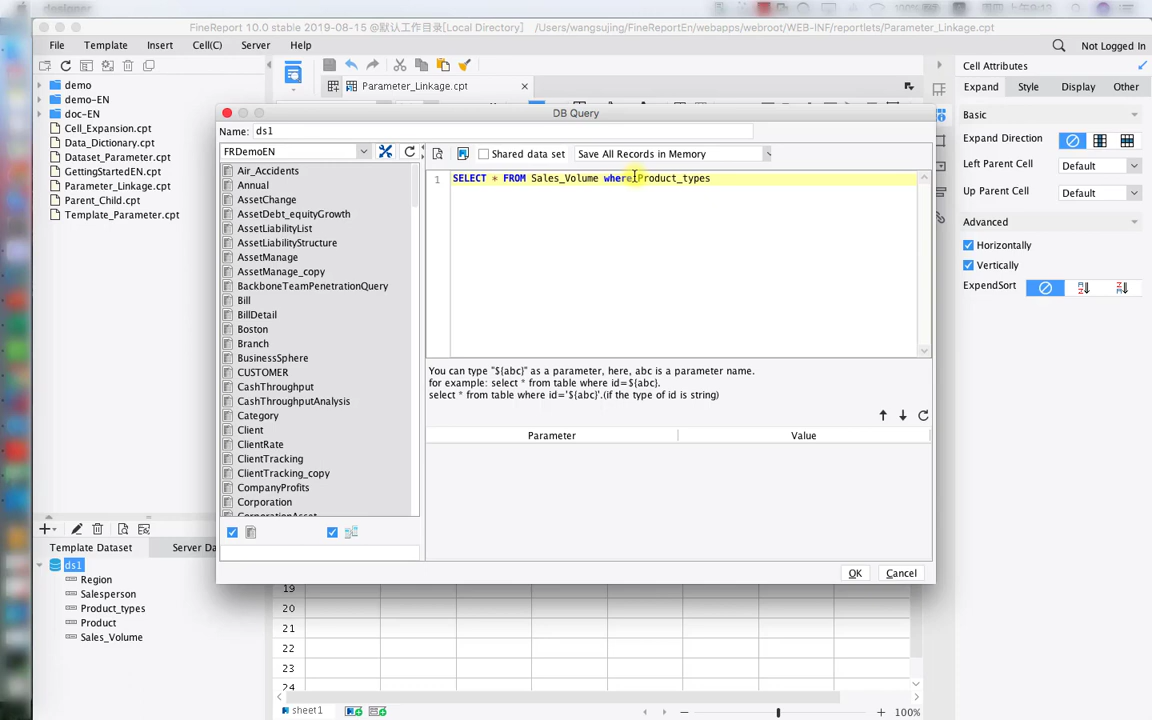 designer
100%
FineReport 10.0 stable 2019-08-15 @默认工作目录[Local Directory] /Users/wangsujing/FineReportEn/webapps/webroot/WEB-INF/reportlets/Parameter_Linkage.cpt
File Template Insert Cell(C) Server Help
Not Logged In
demo
demo-EN
doc-EN
Cell_Expansion.cpt
Data_Dictionary.cpt
Dataset_Parameter.cpt
GettingStartedEN.cpt
Parameter_Linkage.cpt
Parent_Child.cpt
Template_Parameter.cpt
Parameter_Linkage.cpt
DB Query
Name: ds1
FRDemoEN
Shared data set
Save All Records in Memory
Air_Accidents
Annual
AssetChange
AssetDebt_equityGrowth
AssetLiabilityList
AssetLiabilityStructure
AssetManage
AssetManage_copy
BackboneTeamPenetrationQuery
Bill
BillDetail
Boston
Branch
BusinessSphere
CUSTOMER
CashThroughput
CashThroughputAnalysis
Category
Client
ClientRate
ClientTracking
ClientTracking_copy
CompanyProfits
Corporation
CorporationAsset
1 SELECT * FROM Sales_Volume where Product_types
You can type "${abc}" as a parameter, here, abc is a parameter name.
for example: select * from table where id=${abc}.
select * from table where id='${abc}'.(if the type of id is string)
Parameter Value
OK Cancel
Template Dataset Server Da
ds1
Region
Salesperson
Product_types
Product
Sales_Volume
19
20
21
22
23
24
sheet1
100%
Cell Attributes
Expand Style Display Other
Basic
Expand Direction
Left Parent Cell Default
Up Parent Cell Default
Advanced
Horizontally
Vertically
ExpendSort